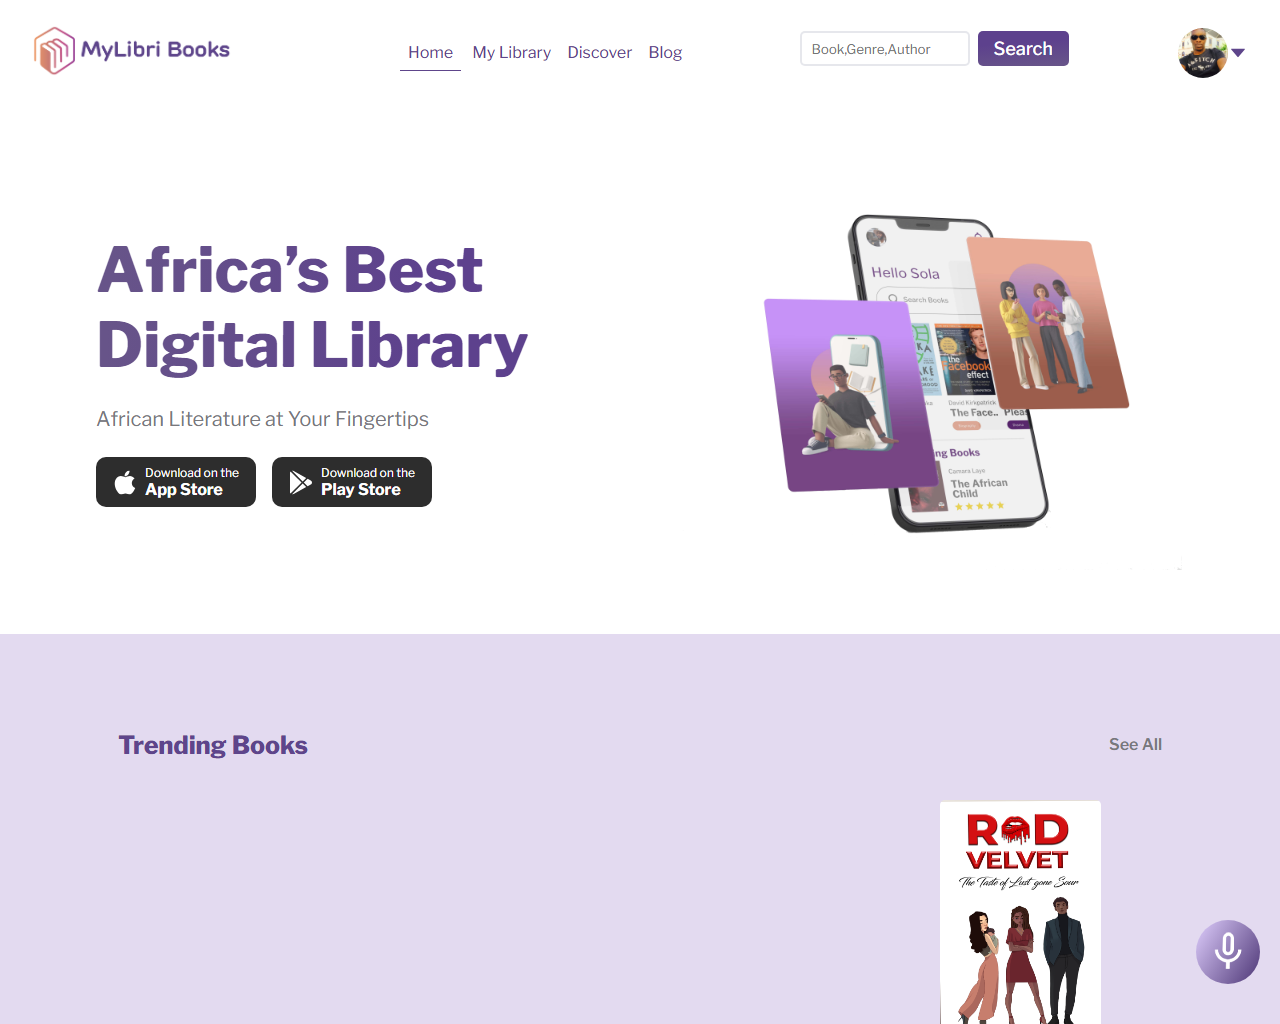 MyLibri Books
Home
My Library
Discover
Blog
Book,Genre,Author
Search
Africa’s Best
Digital Library
African Literature at Your Fingertips
Download on the
App Store
Download on the
Play Store
Hello Sola
Search Books
the
facebook
effect
David Kirkpatrick
The Face..
Pleas
ng Books
Camara Laye
The African
Child
Trending Books
See All
RED
VELVET
The Taste of Lust gone Sour